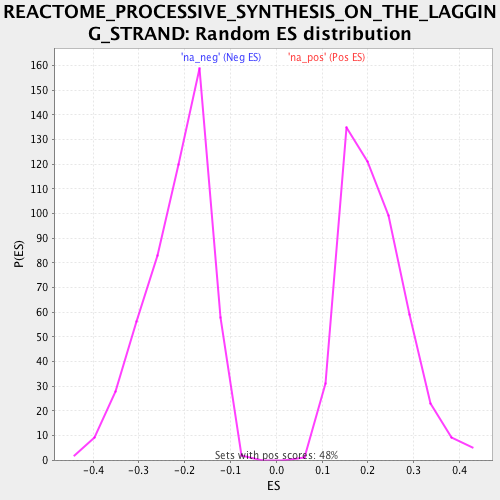 REACTOME_PROCESSIVE_SYNTHESIS_ON_THE_LAGGIN
G_STRAND: Random ES distribution
'na_neg' (Neg ES) 'na_pos' (Pos ES)
160
150
140
130
120
110
100
90
80
70
60
50
40
30
20
10
0
P(ES)
Sets with pos scores: 48%
-0.4 -0.3 -0.2 -0.1 0.0 0.1 0.2 0.3 0.4
ES